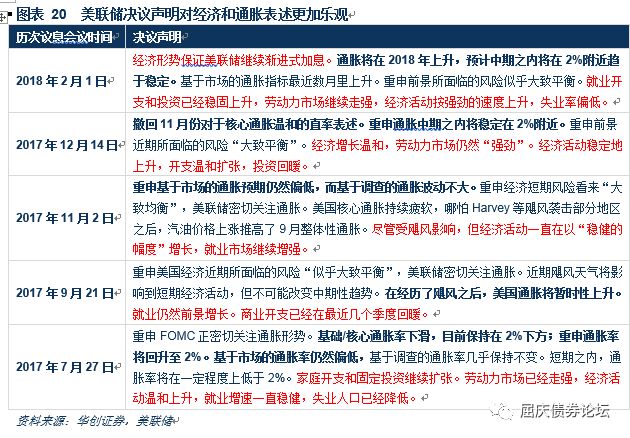 图表 20 美联储决议声明对经济和通胀表述更加乐观
历次议息会议时间 决议声明
2018 年 2 月 1 日
经济形势保证美联储继续渐进式加息。通胀将在 2018 年上升，预计中期之内将在 2%附近趋
于稳定。基于市场的通胀指标最近数月里上升。重申前景所面临的风险似乎大致平衡。就业开
支和投资已经稳固上升，劳动力市场继续走强，经济活动按强劲的速度上升，失业率偏低。
2017 年 12 月 14 日
撤回 11 月份对于核心通胀温和的直率表述。重申通胀中期之内将稳定在 2%附近。重申前景
近期所面临的风险“大致平衡”。经济增长温和，劳动力市场仍然“强劲”。经济活动稳定地
上升，开支温和扩张，投资回暖。
2017 年 11 月 2 日
重申基于市场的通胀预期仍然偏低，而基于调查的通胀波动不大。重申经济短期风险看来“大
致均衡”，美联储密切关注通胀。美国核心通胀持续疲软，哪怕 Harvey 等飓风袭击部分地区
之后，汽油价格上涨推高了 9 月整体性通胀。尽管受飓风影响，但经济活动一直在以“稳健的
幅度”增长，就业市场继续增强。
2017 年 9 月 21 日
重申美国经济近期所面临的风险“似乎大致平衡”，美联储密切关注通胀。近期飓风天气将影
响到短期经济活动，但不可能改变中期性趋势。在经历了飓风之后，美国通胀将暂时性上升。
就业仍然前景增长。商业开支已经在最近几个季度回暖。
2017 年 7 月 27 日
重申 FOMC 正密切关注通胀形势。基础/核心通胀率下滑，目前保持在 2%下方；重申通胀率
将回升至 2%。基于市场的通胀率仍然偏低，基于调查的通胀率几乎保持不变。短期之内，通
胀率将在一定程度上低于 2%。家庭开支和固定投资继续扩张。劳动力市场已经走强，经济活
动温和上升，就业增速一直稳健，失业人口已经降低。
资料来源：华创证券，美联储
屈庆债券论坛